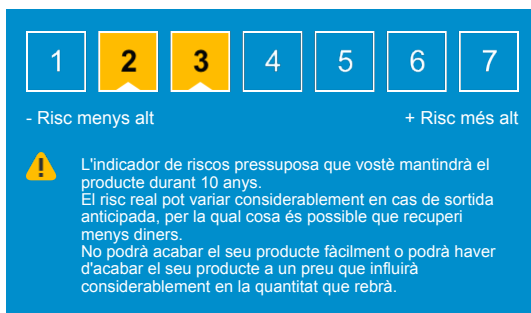 1 2 3 4 5 6 7
- Risc menys alt + Risc més alt
L'indicador de riscos pressuposa que vostè mantindrà el
producte durant 10 anys.
El risc real pot variar considerablement en cas de sortida
anticipada, per la qual cosa és possible que recuperi
menys diners.
No podrà acabar el seu producte fàcilment o podrà haver
d'acabar el seu producte a un preu que influirà
considerablement en la quantitat que rebrà.